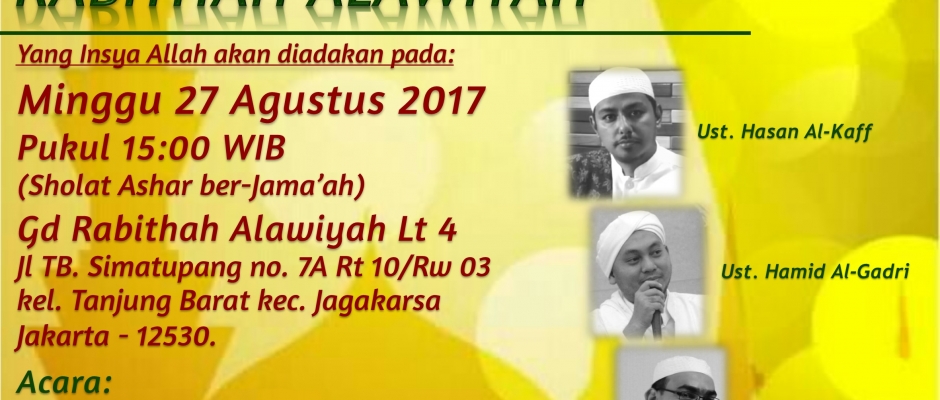 RABITHAH ALAWIYAH
Yang Insya Allah akan diadakan pada:
Minggu 27 Agustus 2017
Pukul 15:00 WIB
(Sholat Ashar ber-Jama’ah)
Gd Rabithah Alawiyah Lt 4
Jl TB. Simatupang no. 7A Rt 10/Rw 03
kel. Tanjung Barat kec. Jagakarsa
Jakarta - 12530.
Acara:
Ust. Hasan Al-Kaff
Ust. Hamid Al-Gadri